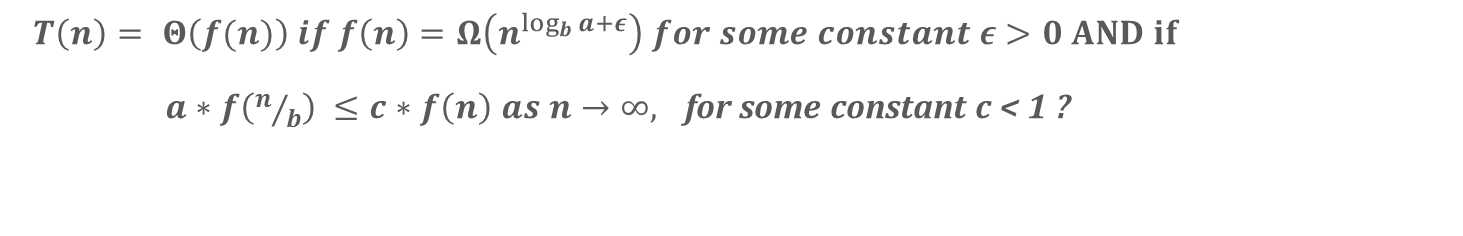 T(n) = Θ(f(n)) if f(n) = Ω(n^(log_b a+ϵ)) for some constant ϵ > 0 AND if
a * f(n/b) ≤ c * f(n) as n → ∞, for some constant c < 1 ?